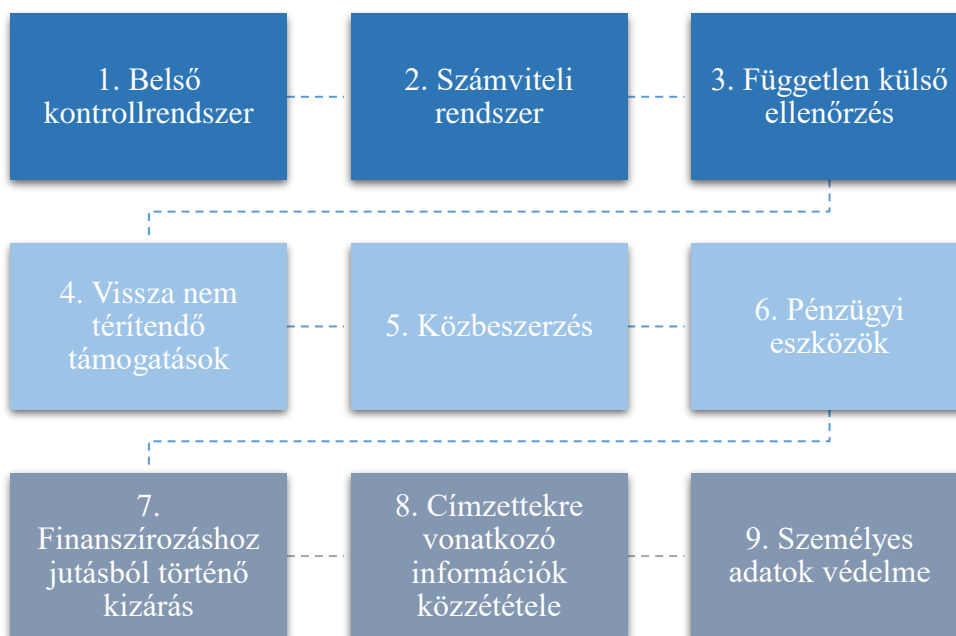 1. Belső
kontrollrendszer
2. Számviteli
rendszer
3. Független külső
ellenőrzés
4. Vissza nem
térítendő
támogatások
5. Közbeszerzés
6. Pénzügyi
eszközök
7.
Finanszírozáshoz
jutásból történő
kizárás
8. Címzettekre
vonatkozó
információk
közzététele
9. Személyes
adatok védelme